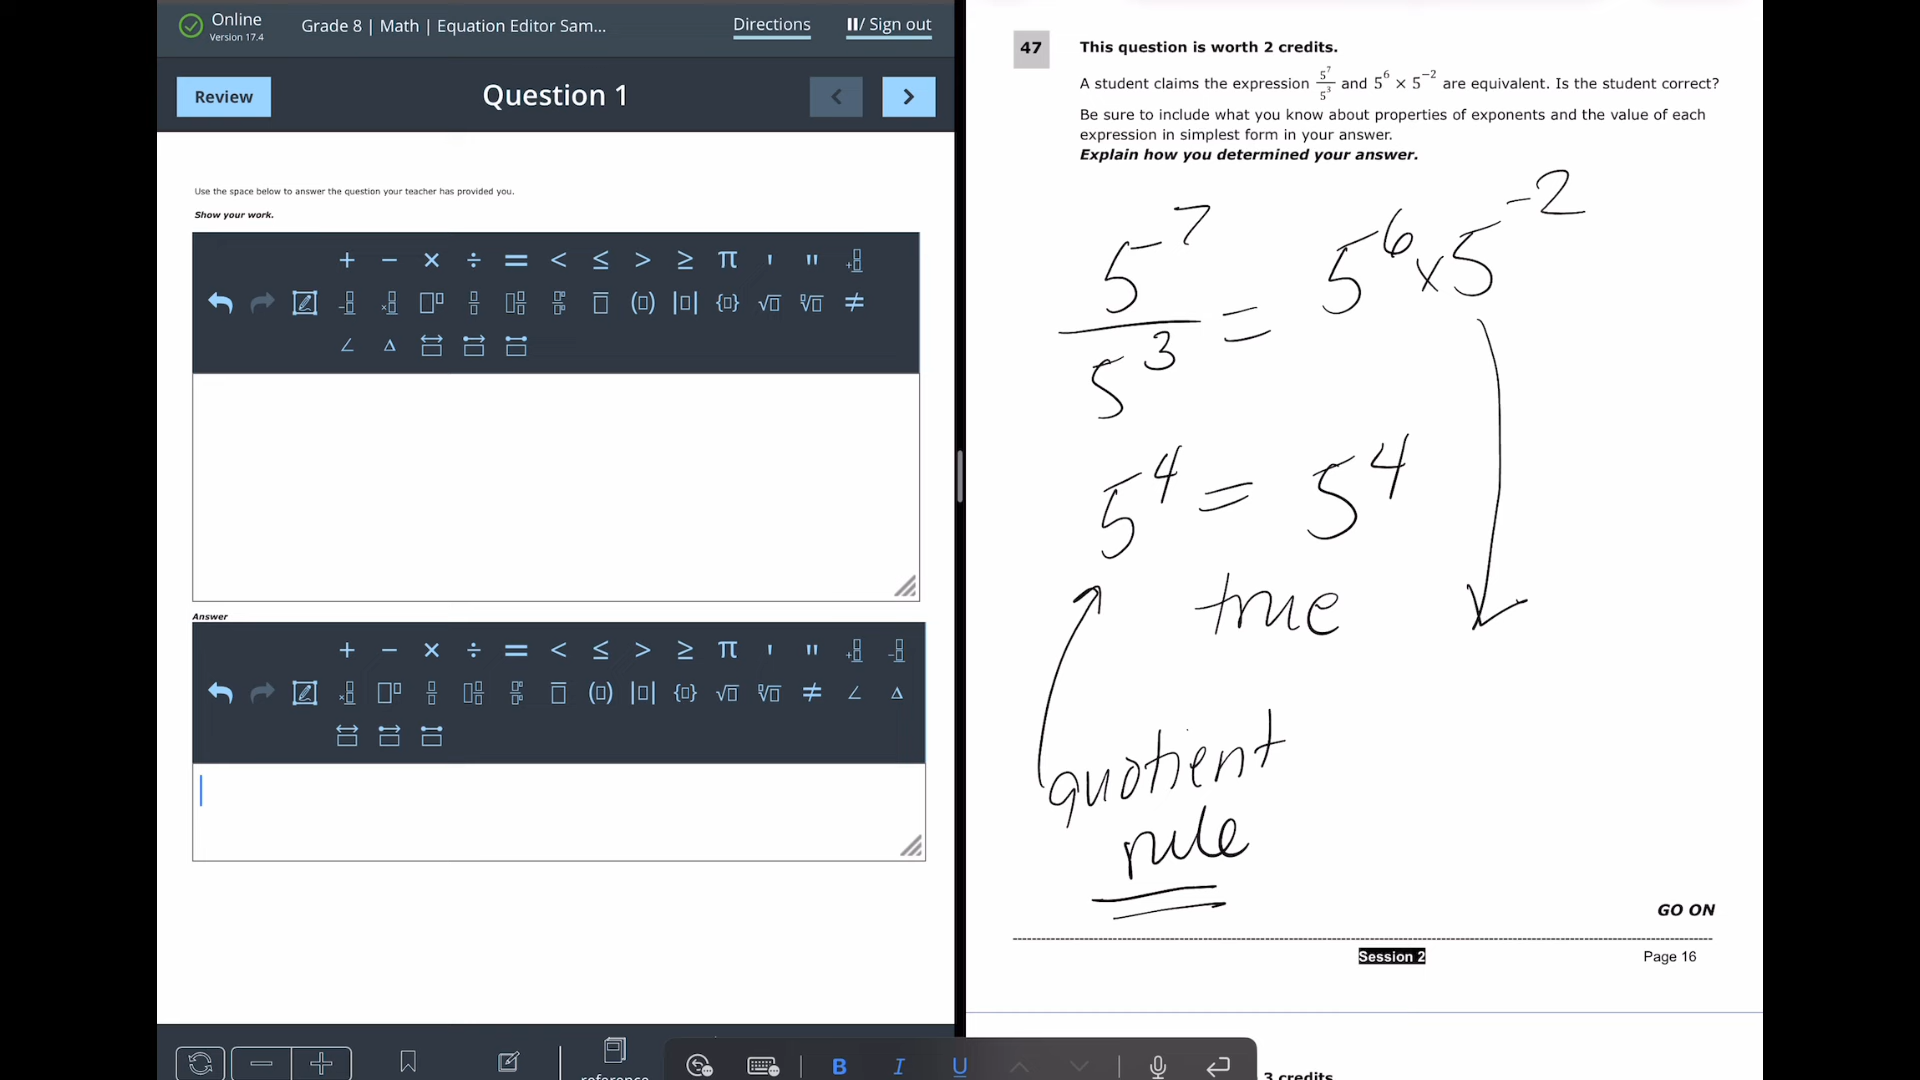 Online
Version 17.4
Grade 8 | Math | Equation Editor Sam...
Directions
/ Sign out
Review
Question 1
Use the space below to answer the question your teacher has provided you.
Show your work.
+ − × ÷ = < ≤ > ≥ π ' "
≠
∠ Δ
Answer
+ − × ÷ = < ≤ > ≥ π ' "
≠ ∠ Δ
B I U
47
This question is worth 2 credits.
A student claims the expression 5^7/5^3 and 5^6 × 5^−2 are equivalent. Is the student correct?
Be sure to include what you know about properties of exponents and the value of each
expression in simplest form in your answer.
Explain how you determined your answer.
5^7/5^3 = 5^6 x 5^-2
5^4 = 5^4
true
quotient
rule
GO ON
Session 2
Page 16
3 credits